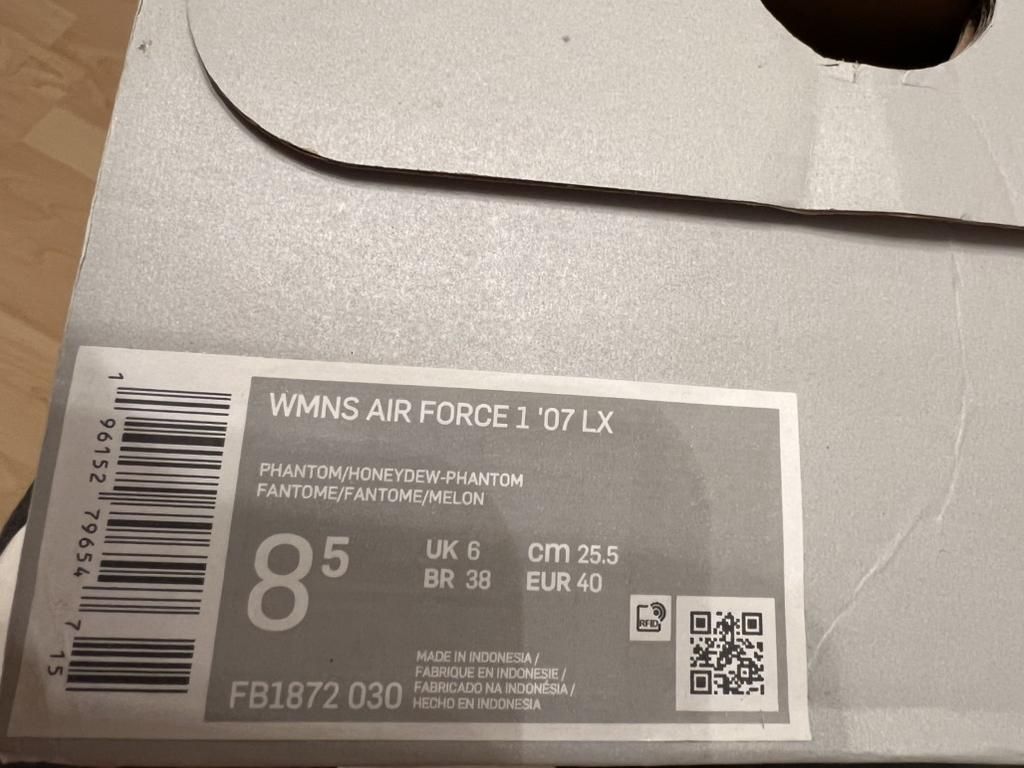 WMNS AIR FORCE 1 '07 LX
PHANTOM/HONEYDEW-PHANTOM
FANTOME/FANTOME/MELON
8 5
UK 6 cm 25.5
BR 38 EUR 40
RFID
MADE IN INDONESIA /
FABRIQUE EN INDONESIE /
FABRICADO NA INDONÉSIA /
HECHO EN INDONESIA
FB1872 030
1 96152 79654 7 15